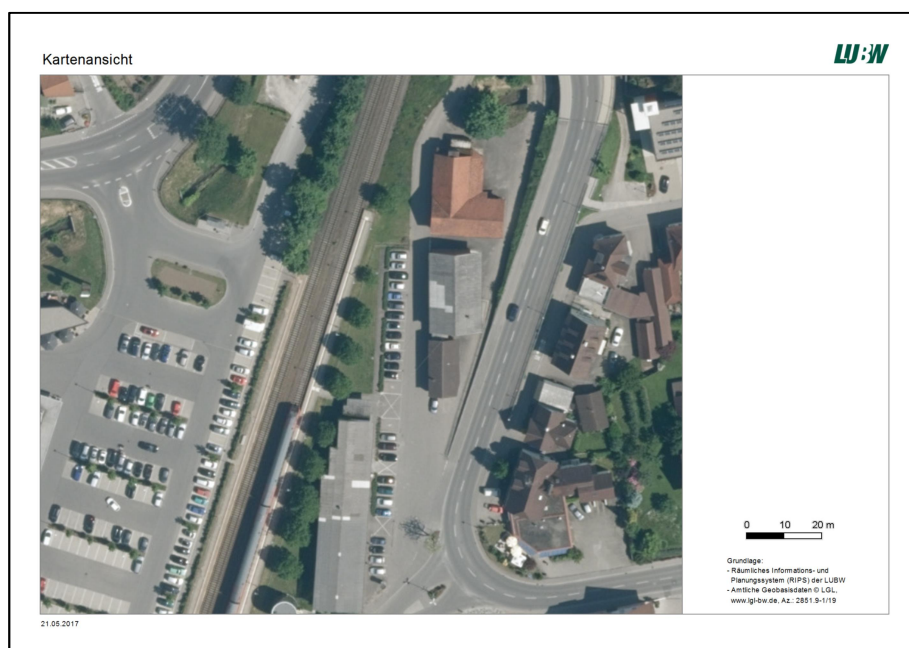 Kartenansicht
LUBW
0 10 20 m
Grundlage:
- Räumliches Informations- und
Planungssystem (RIPS) der LUBW
- Amtliche Geobasisdaten © LGL,
www.lgl-bw.de, Az.: 2851.9-1/19
21.05.2017